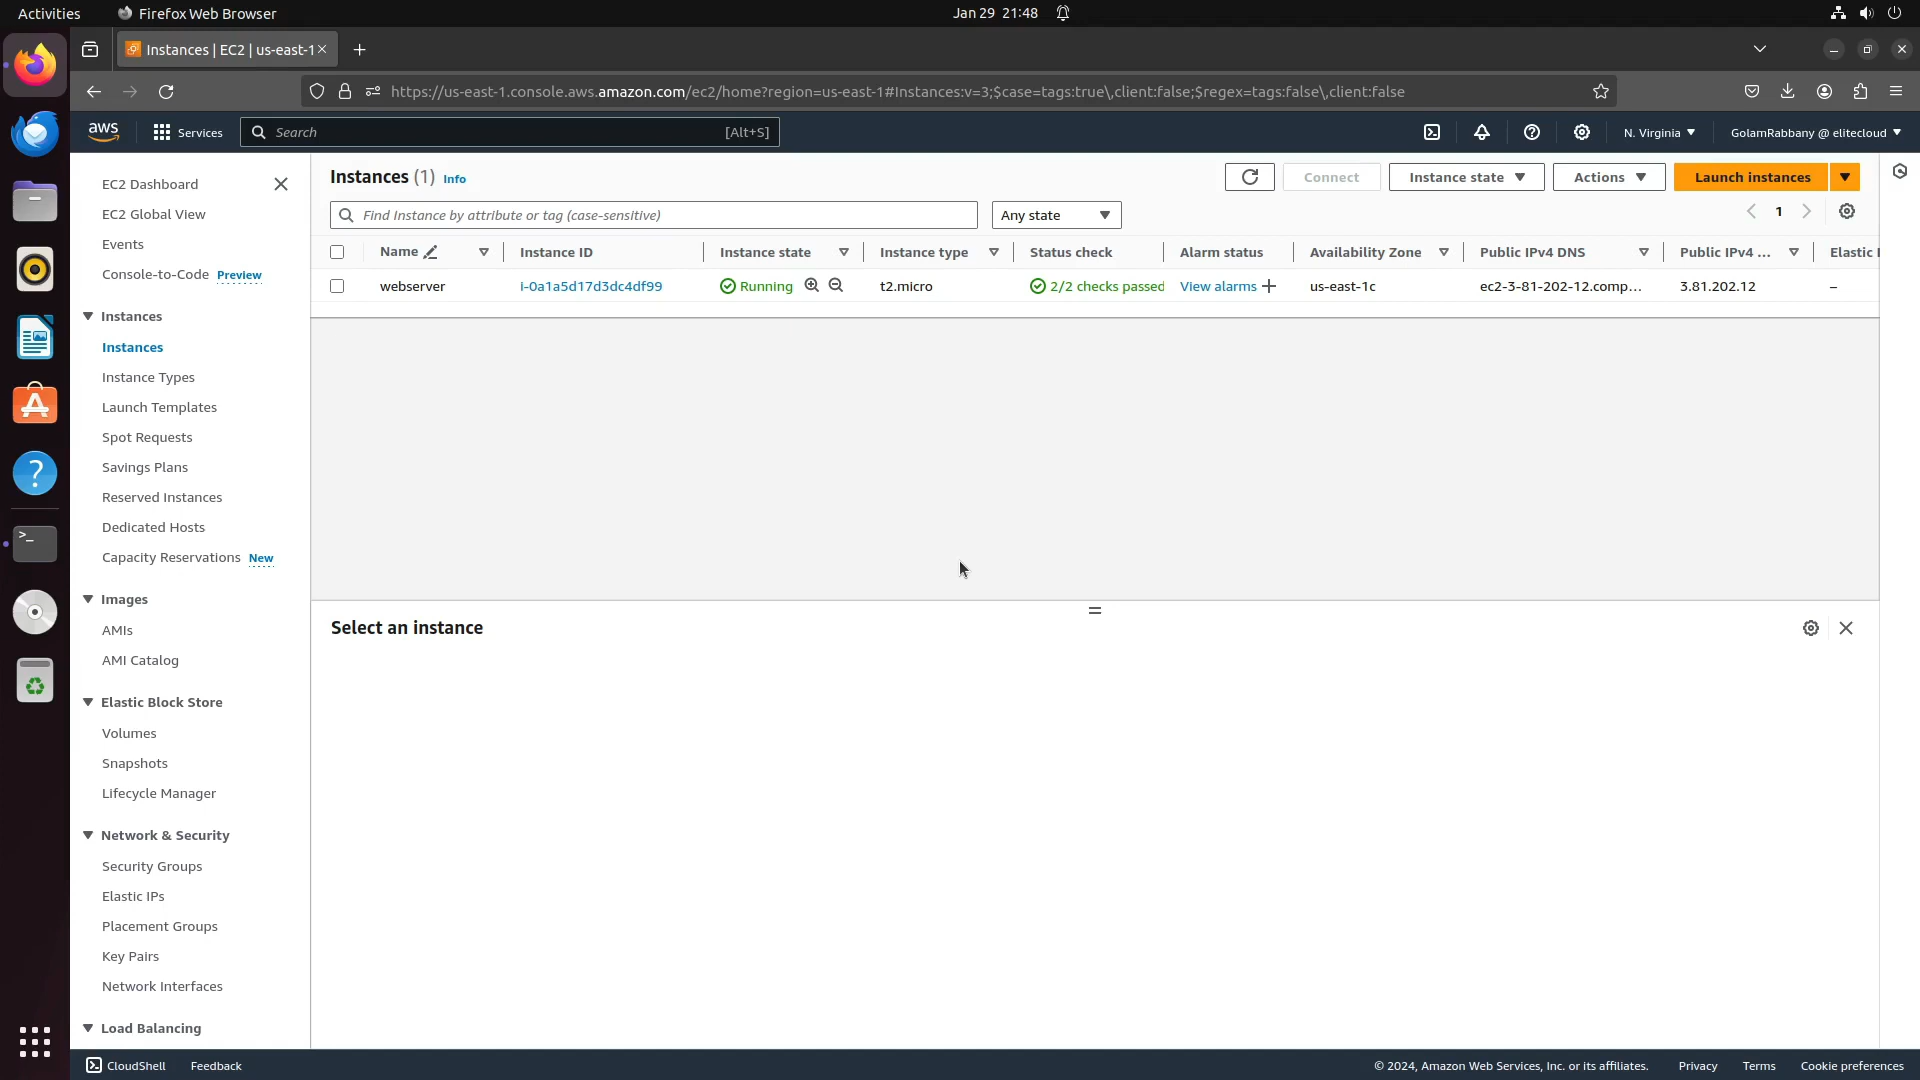 Activities
Firefox Web Browser
Jan 29 21:48
Instances | EC2 | us-east-1
https://us-east-1.console.aws.amazon.com/ec2/home?region=us-east-1#Instances:v=3;$case=tags:true\,client:false;$regex=tags:false\,client:false
aws
Services
Search
[Alt+S]
N. Virginia
GolamRabbany @ elitecloud
EC2 Dashboard
EC2 Global View
Events
Console-to-Code Preview
Instances
Instances
Instance Types
Launch Templates
Spot Requests
Savings Plans
Reserved Instances
Dedicated Hosts
Capacity Reservations New
Images
AMIs
AMI Catalog
Elastic Block Store
Volumes
Snapshots
Lifecycle Manager
Network & Security
Security Groups
Elastic IPs
Placement Groups
Key Pairs
Network Interfaces
Load Balancing
Instances (1) Info
Connect
Instance state
Actions
Launch instances
Find Instance by attribute or tag (case-sensitive)
Any state
1
Name Instance ID Instance state Instance type Status check Alarm status Availability Zone Public IPv4 DNS Public IPv4 ... Elastic
webserver i-0a1a5d17d3dc4df99 Running t2.micro 2/2 checks passed View alarms + us-east-1c ec2-3-81-202-12.comp... 3.81.202.12 –
Select an instance
CloudShell
Feedback
© 2024, Amazon Web Services, Inc. or its affiliates.
Privacy
Terms
Cookie preferences